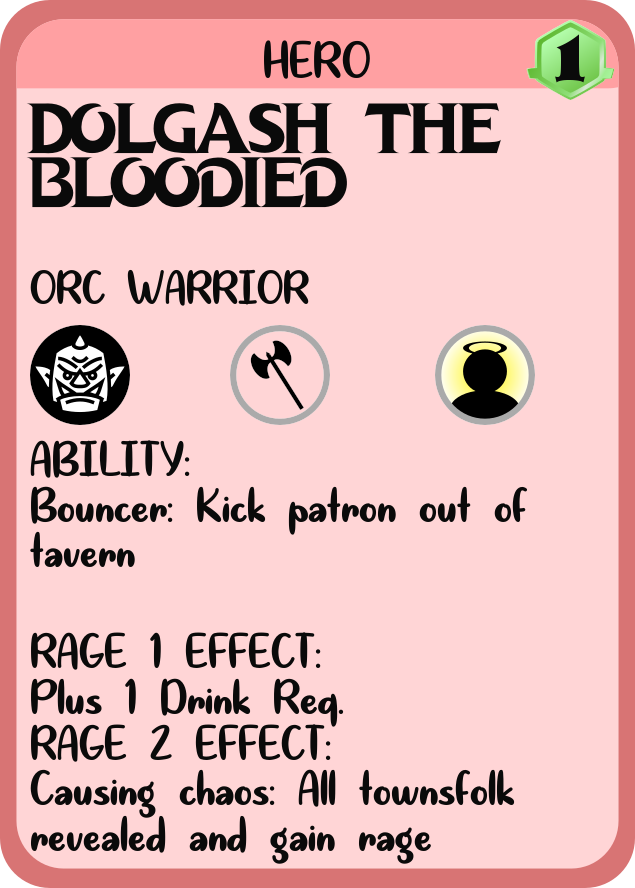 HERO
1
DOLGASH THE
BLOODIED
ORC WARRIOR
ABILITY:
Bouncer: Kick patron out of
tavern
RAGE 1 EFFECT:
Plus 1 Drink Req.
RAGE 2 EFFECT:
Causing chaos: All townsfolk
revealed and gain rage